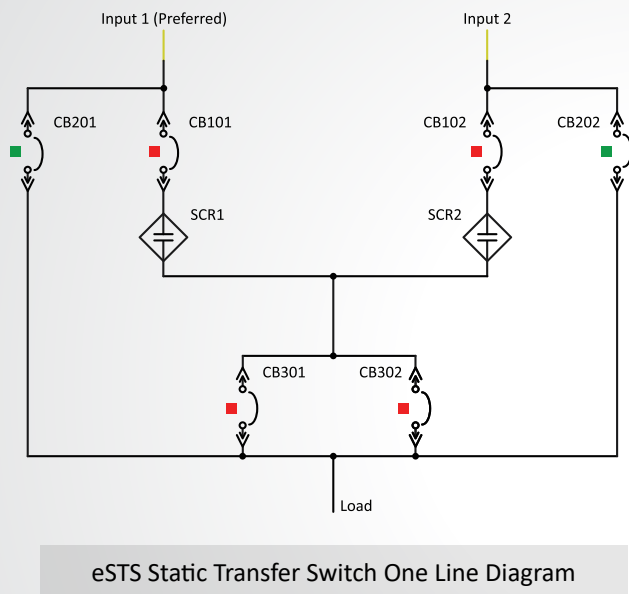 Input 1 (Preferred)
Input 2
CB201
CB101
CB102
CB202
SCR1
SCR2
CB301
CB302
Load
eSTS Static Transfer Switch One Line Diagram